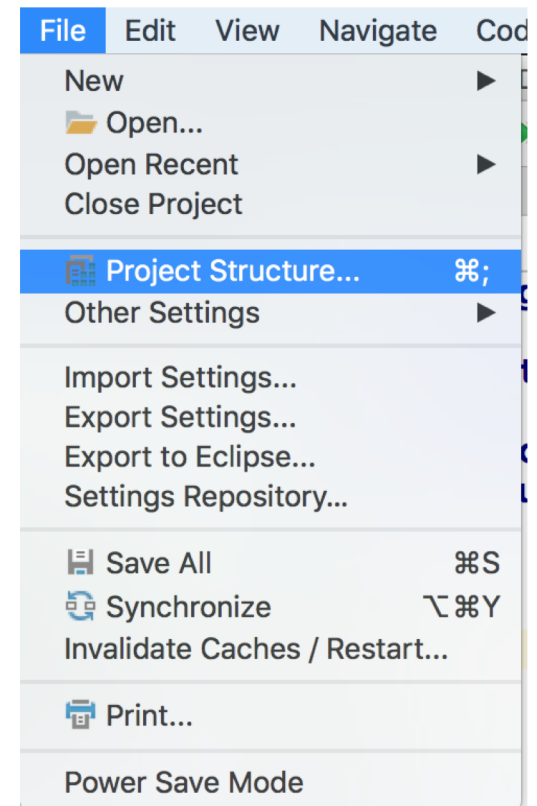 File Edit View Navigate Cod
New
Open...
Open Recent
Close Project
Project Structure... ⌘;
Other Settings
Import Settings...
Export Settings...
Export to Eclipse...
Settings Repository...
Save All ⌘S
Synchronize ⌥⌘Y
Invalidate Caches / Restart...
Print...
Power Save Mode